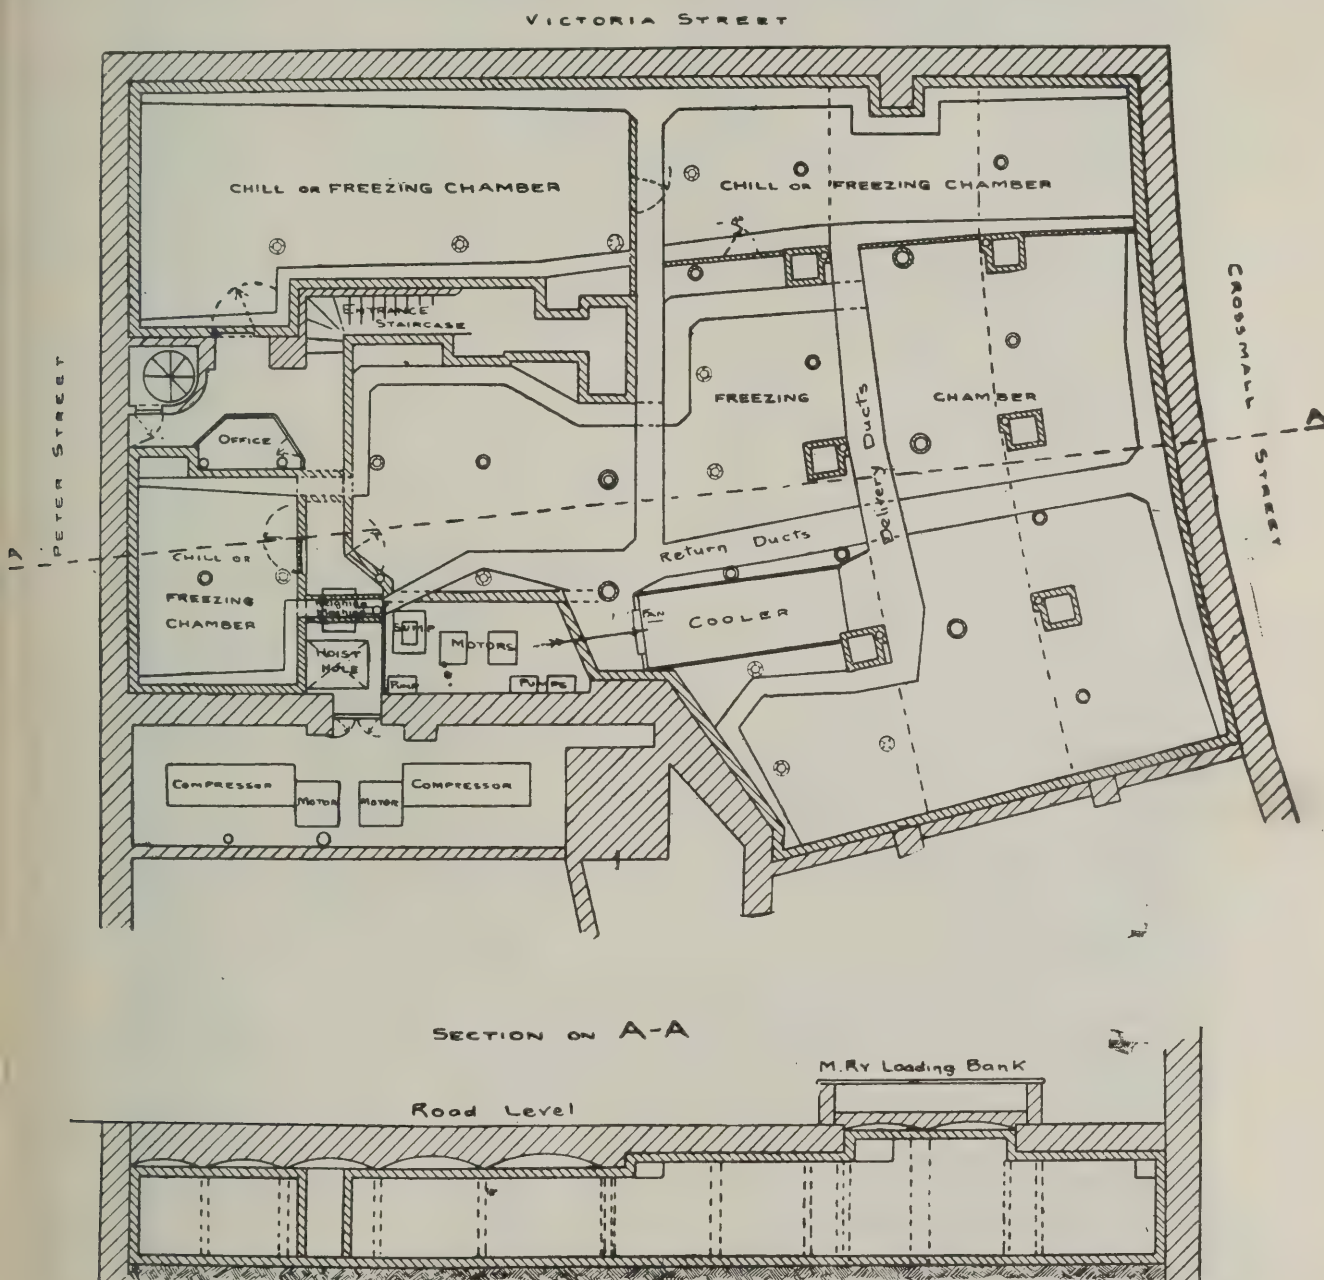 VICTORIA STREET
CHILL OR FREEZING CHAMBER
CHILL OR FREEZING CHAMBER
ENTRANCE
STAIRCASE
CROSSMALL STREET
PETER STREET
FREEZING CHAMBER
Delivery Ducts
OFFICE
A
A
Return Ducts
CHILL OR
FREEZING
CHAMBER
FAN
COOLER
SUMP
MOTORS
HOIST
HOLE
PUMP
PUMPS
COMPRESSOR
MOTOR
MOTOR
COMPRESSOR
SECTION ON A-A
M. RY Loading Bank
Road Level